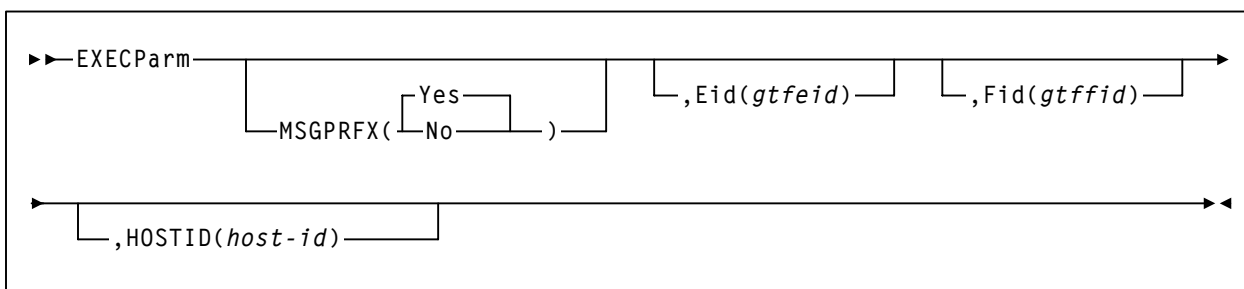 EXECParm
Yes
MSGPRFX( No )
,Eid(gtfeid)
,Fid(gtffid)
,HOSTID(host-id)